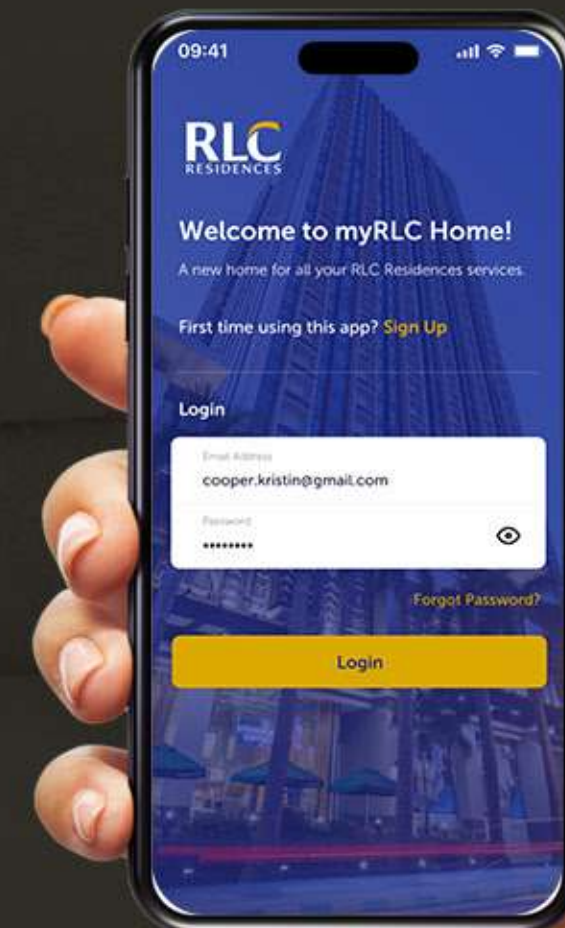 09:41
RLC
RESIDENCES
Welcome to myRLC Home!
A new home for all your RLC Residences services.
First time using this app? Sign Up
Login
Email Address
cooper.kristin@gmail.com
Password
••••••••
Forgot Password?
Login